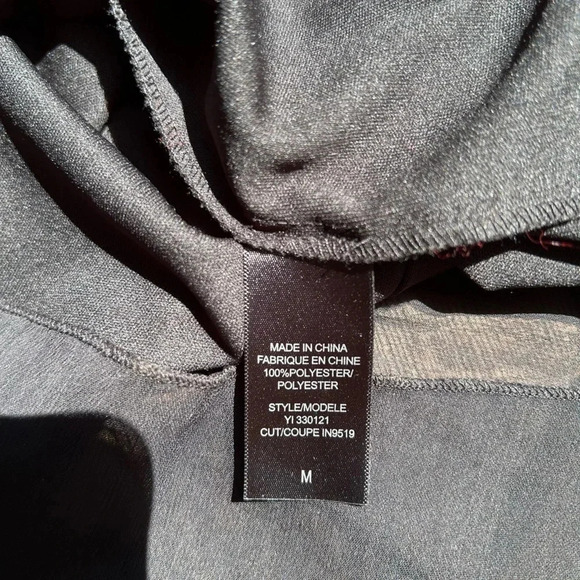 MADE IN CHINA
FABRIQUE EN CHINE
100%POLYESTER/
POLYESTER
STYLE/MODELE
YI 330121
CUT/COUPE IN9519
M